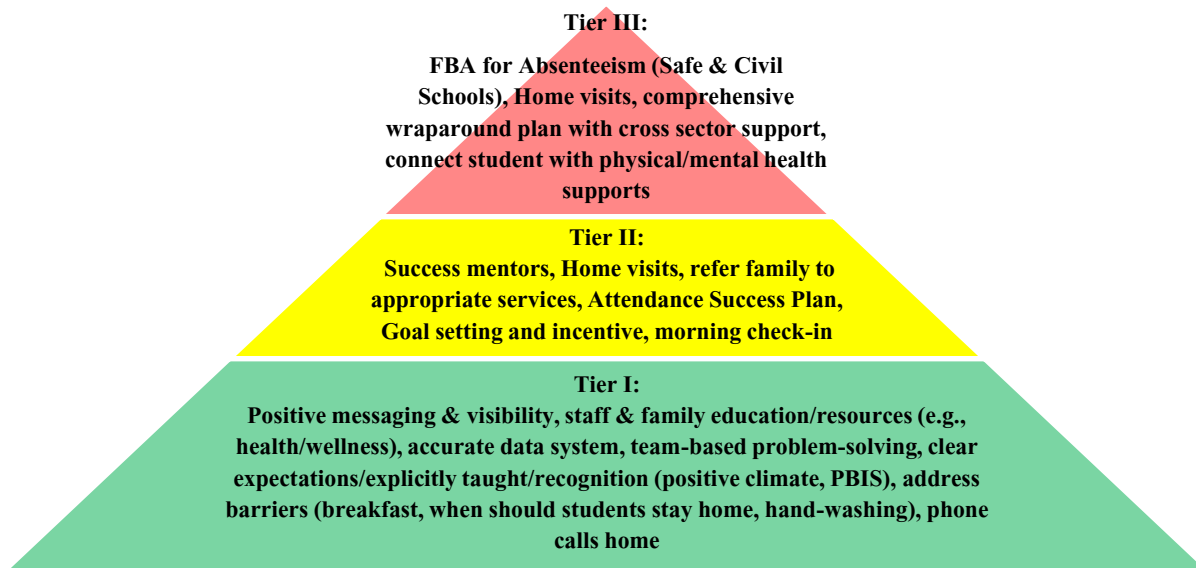 Tier III:
FBA for Absenteeism (Safe & Civil
Schools), Home visits, comprehensive
wraparound plan with cross sector support,
connect student with physical/mental health
supports
Tier II:
Success mentors, Home visits, refer family to
appropriate services, Attendance Success Plan,
Goal setting and incentive, morning check-in
Tier I:
Positive messaging & visibility, staff & family education/resources (e.g.,
health/wellness), accurate data system, team-based problem-solving, clear
expectations/explicitly taught/recognition (positive climate, PBIS), address
barriers (breakfast, when should students stay home, hand-washing), phone
calls home